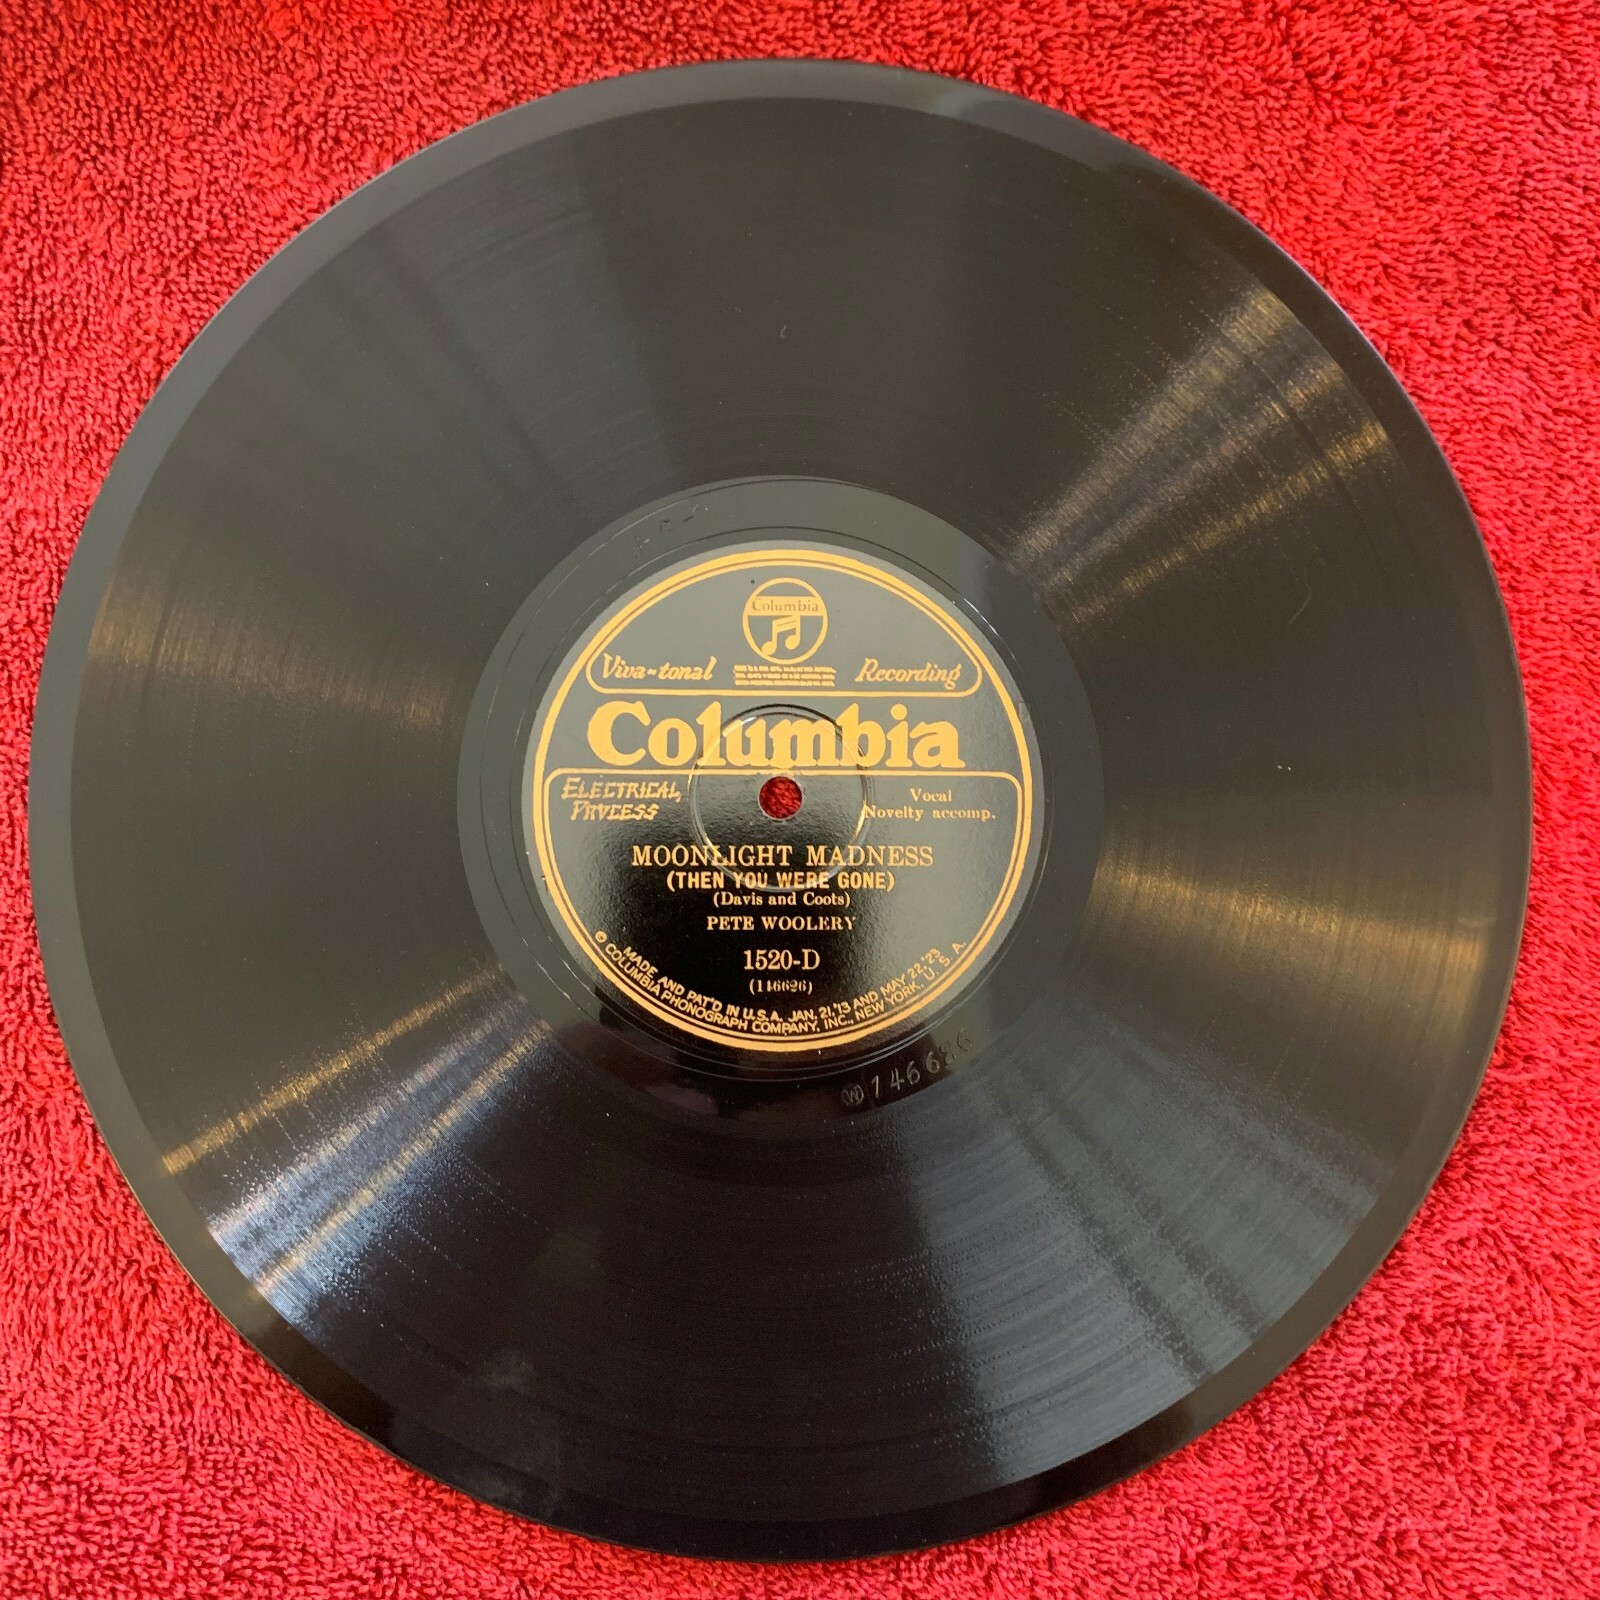 Columbia
Viva-tonal Recording
Columbia
ELECTRICAL PROCESS
Vocal
Novelty accomp.
MOONLIGHT MADNESS
(THEN YOU WERE GONE)
(Davis and Coots)
PETE WOOLERY
1520-D
(146626)
MADE AND PAT'D IN U.S.A. JAN. 21,'13 AND MAY 22,'23
© COLUMBIA PHONOGRAPH COMPANY, INC., NEW YORK, U. S. A.
W 146626